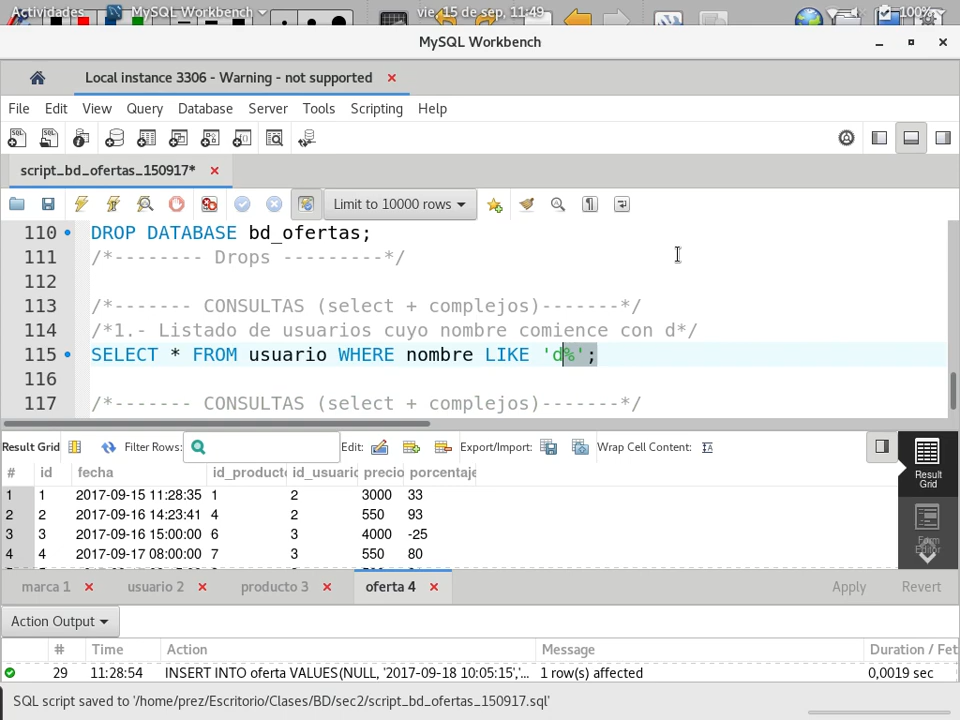 Actividades MySQL Workbench vie, 15 de sep, 11:49 100%
MySQL Workbench
Local instance 3306 - Warning - not supported
File Edit View Query Database Server Tools Scripting Help
script_bd_ofertas_150917*
Limit to 10000 rows
110 DROP DATABASE bd_ofertas;
111 /*-------- Drops ---------*/
112
113 /*------- CONSULTAS (select + complejos)-------*/
114 /*1.- Listado de usuarios cuyo nombre comience con d*/
115 SELECT * FROM usuario WHERE nombre LIKE 'd%';
116
117 /*------- CONSULTAS (select + complejos)-------*/
Result Grid Filter Rows: Edit: Export/Import: Wrap Cell Content:
# id fecha id_producto id_usuario precio porcentaje
1 1 2017-09-15 11:28:35 1 2 3000 33
2 2 2017-09-16 14:23:41 4 2 550 93
3 3 2017-09-16 15:00:00 6 3 4000 -25
4 4 2017-09-17 08:00:00 7 3 550 80
Result Grid
Form Editor
marca 1 usuario 2 producto 3 oferta 4 Apply Revert
Action Output
# Time Action Message Duration / Fet
29 11:28:54 INSERT INTO oferta VALUES(NULL, '2017-09-18 10:05:15','... 1 row(s) affected 0,0019 sec
SQL script saved to '/home/prez/Escritorio/Clases/BD/sec2/script_bd_ofertas_150917.sql'